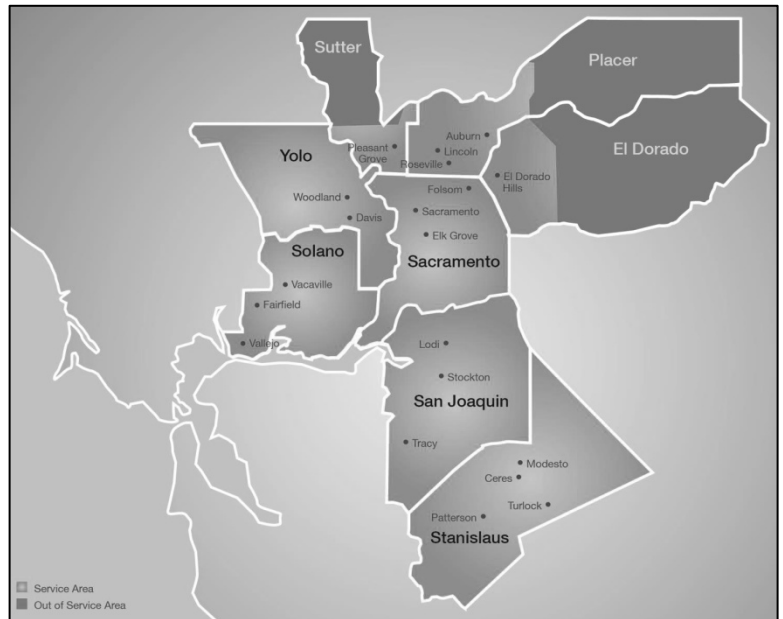 Sutter
Placer
Auburn
Lincoln
Roseville
Pleasant
Grove
Yolo
El Dorado
El Dorado
Hills
Folsom
Woodland
Sacramento
Davis
Elk Grove
Solano
Sacramento
Vacaville
Fairfield
Vallejo
Lodi
Stockton
San Joaquin
Tracy
Modesto
Ceres
Turlock
Patterson
Stanislaus
Service Area
Out of Service Area